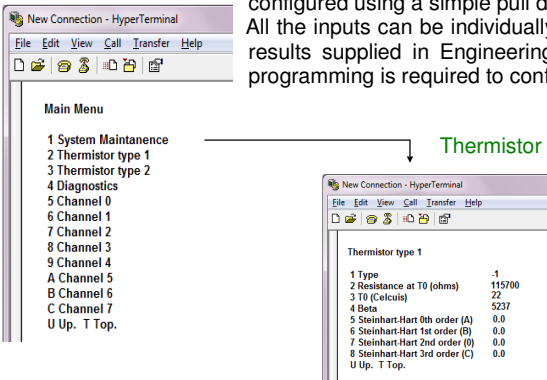 configured using a simple pull d
All the inputs can be individually
results supplied in Engineering
programming is required to conf
New Connection - HyperTerminal
File Edit View Call Transfer Help
Main Menu
1 System Maintanence
2 Thermistor type 1
3 Thermistor type 2
4 Diagnostics
5 Channel 0
6 Channel 1
7 Channel 2
8 Channel 3
9 Channel 4
A Channel 5
B Channel 6
C Channel 7
U Up. T Top.
Thermistor
New Connection - HyperTerminal
File Edit View Call Transfer Help
Thermistor type 1
1 Type -1
2 Resistance at T0 (ohms) 115700
3 T0 (Celcuis) 22
4 Beta 5237
5 Steinhart-Hart 0th order (A) 0.0
6 Steinhart-Hart 1st order (B) 0.0
7 Steinhart-Hart 2nd order (0) 0.0
8 Steinhart-Hart 3rd order (C) 0.0
U Up. T Top.